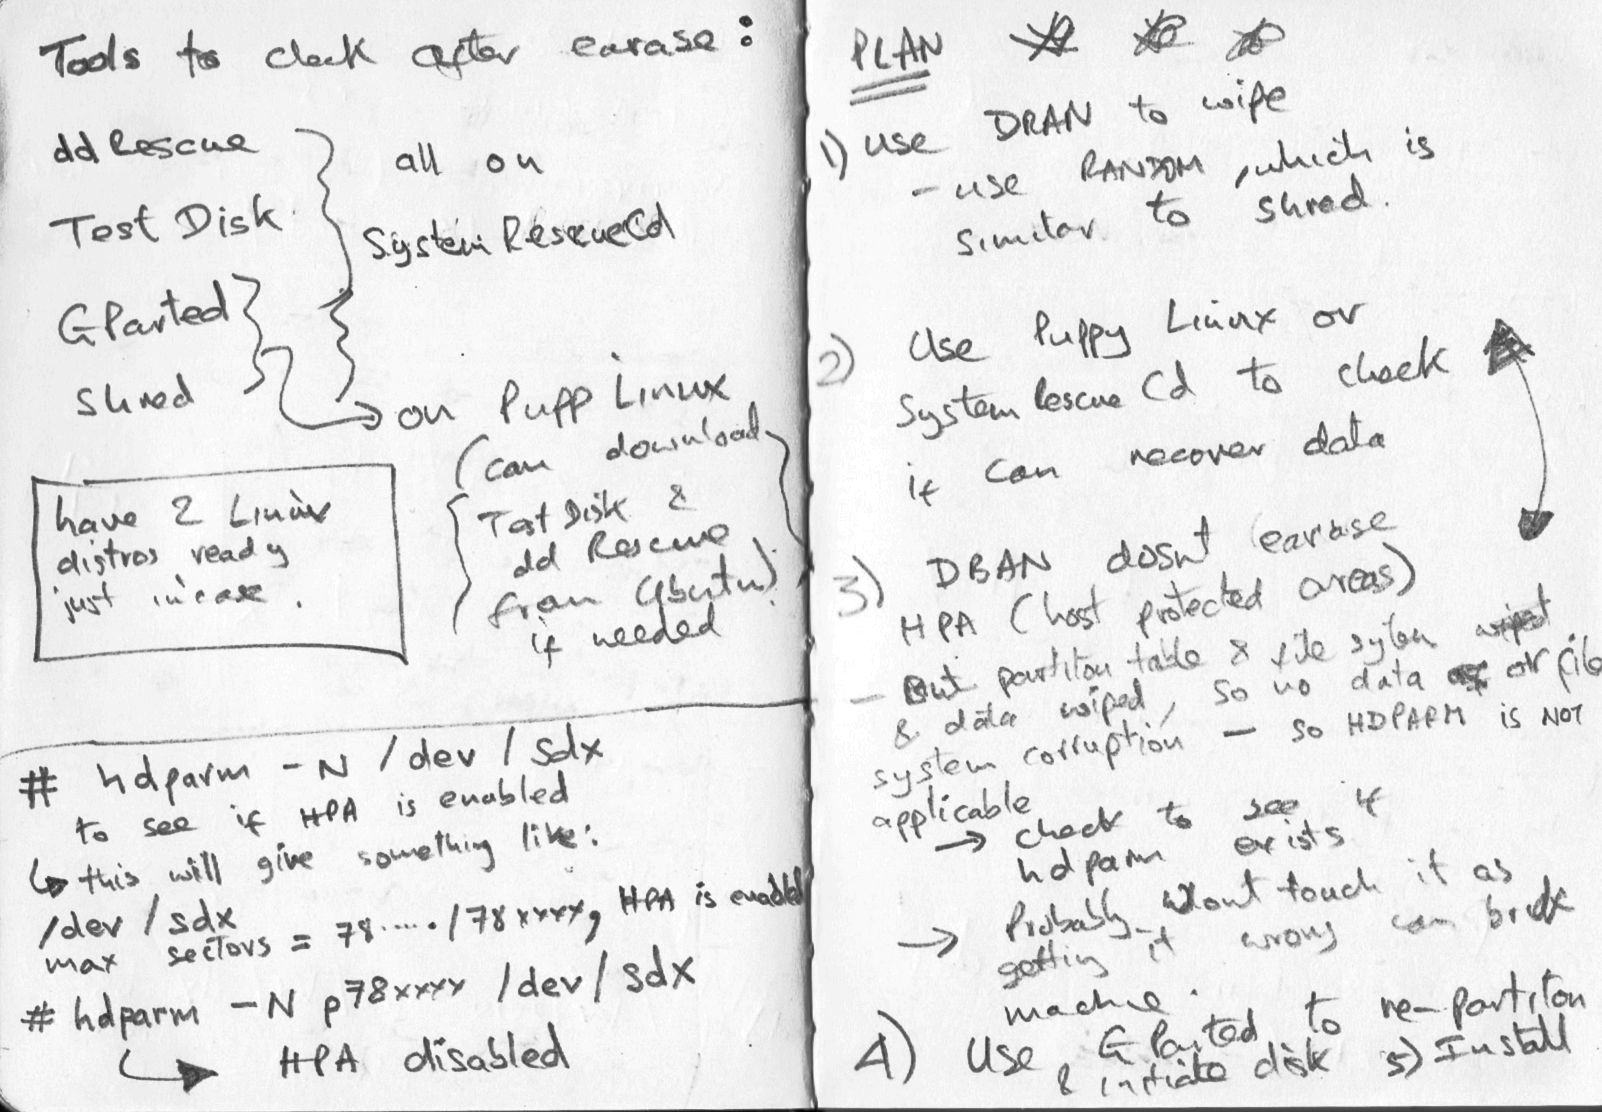 Tools to check after earase:
dd Rescue
Test Disk
GParted
Shred
all on
System RescueCd
on Pupp Linux
(can download
Test Disk &
dd Rescue
from Ubuntu)
if needed
have 2 Linux
distros ready
just incase.
# hdparm -N /dev/sdx
to see if HPA is enabled
↳ this will give something like:
/dev/sdx
max sectors = 78...../78xxxx, HPA is enabled
# hdparm -N p78xxxx /dev/sdx
HPA disabled
PLAN
1) Use DBAN to wipe
- use RANDOM, which is
similar to shred.
2) Use Puppy Linux or
System Rescue Cd to check
if can recover data
3) DBAN dosnt earase
HPA (host protected areas)
- But partiton table & file sytem wiped
& data wiped, so no data or file
system corruption - so HDPARM is NOT
applicable
→ check to see if
hdparm exists
→ Probably wont touch it as
getting it wrong can brick
machine.
4) Use GParted to re-partiton
& initiate disk
5) Install